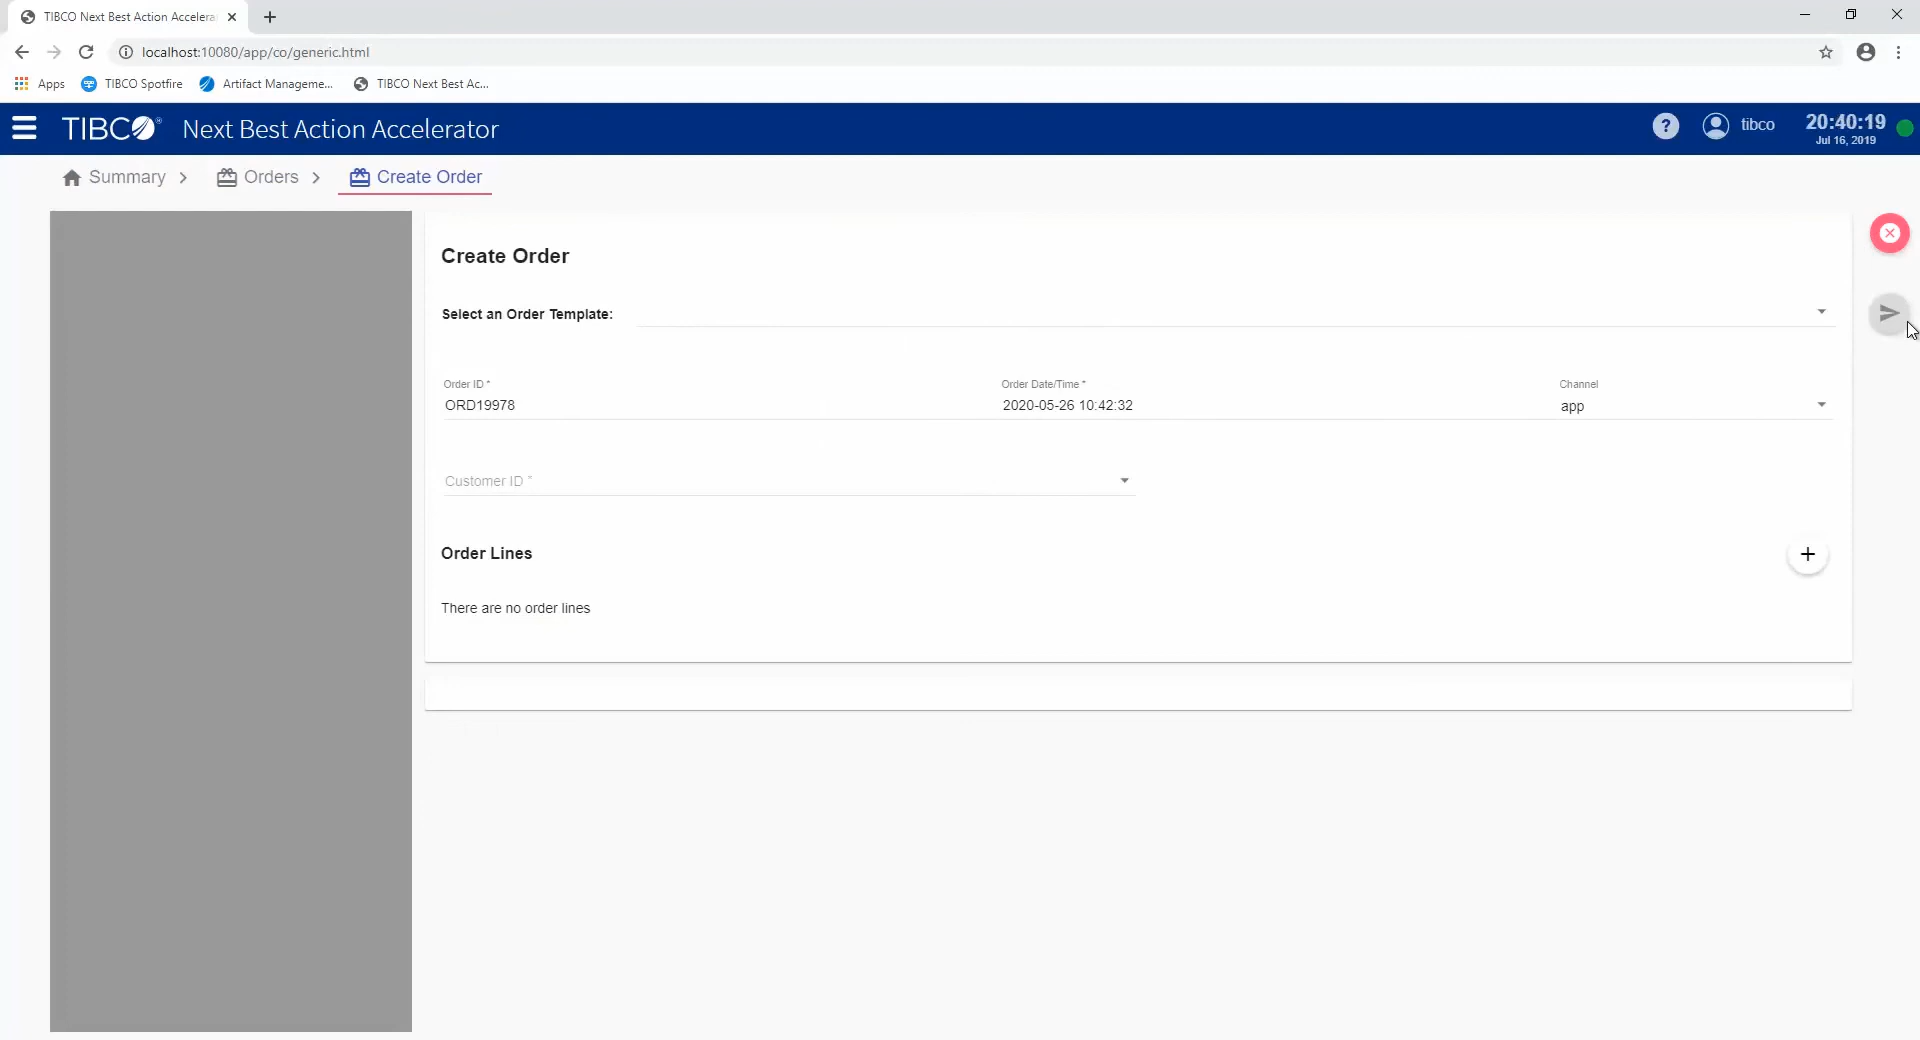 TIBCO Next Best Action Accelera
localhost:10080/app/co/generic.html
Apps
TIBCO Spotfire
Artifact Manageme...
TIBCO Next Best Ac...
TIBCO® Next Best Action Accelerator
? tibco
20:40:19
Jul 16, 2019
Summary
Orders
Create Order
Create Order
Select an Order Template:
Order ID *
ORD19978
Order Date/Time *
2020-05-26 10:42:32
Channel
app
Customer ID *
Order Lines
There are no order lines